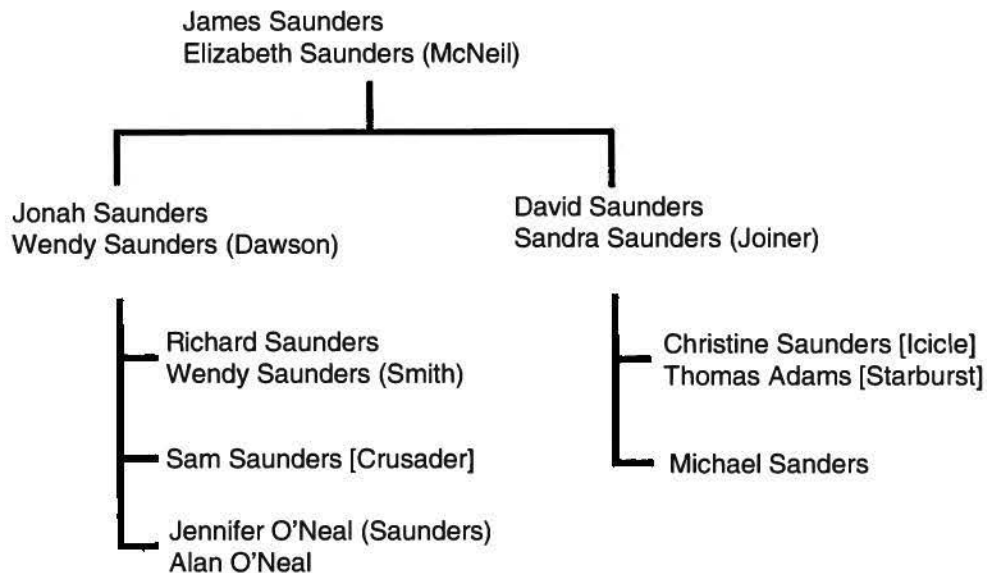 James Saunders
Elizabeth Saunders (McNeil)
Jonah Saunders
Wendy Saunders (Dawson)
Richard Saunders
Wendy Saunders (Smith)
Sam Saunders [Crusader]
Jennifer O'Neal (Saunders)
Alan O'Neal
David Saunders
Sandra Saunders (Joiner)
Christine Saunders [Icicle]
Thomas Adams [Starburst]
Michael Sanders